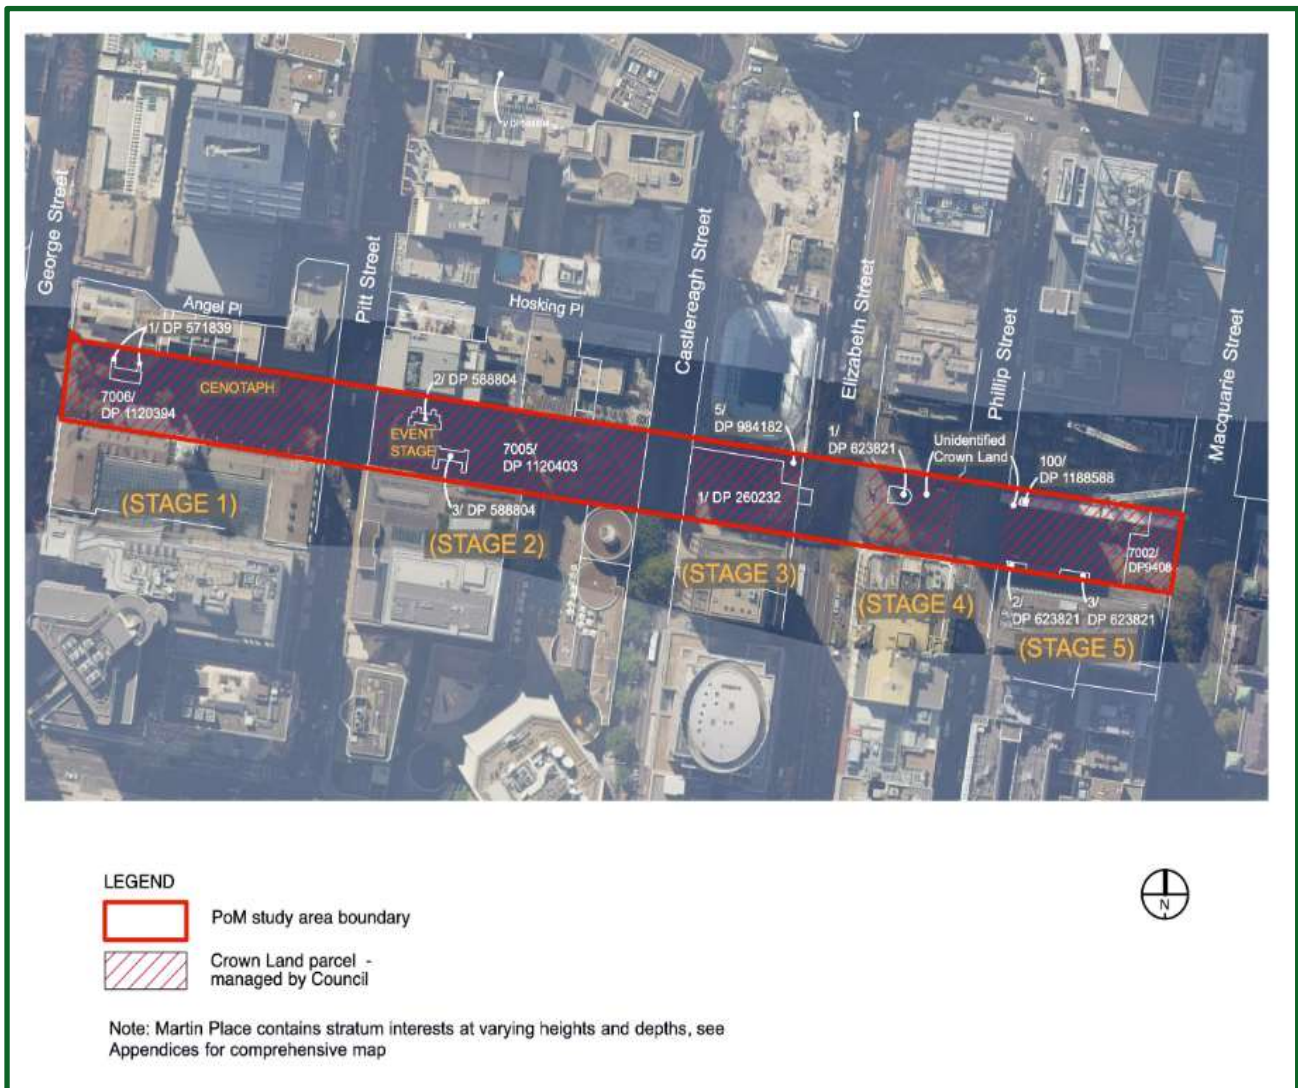 George Street
Angel Pl
Pitt Street
Hosking Pl
Castlereagh Street
Elizabeth Street
Phillip Street
Macquarie Street
1/ DP 571839
CENOTAPH
7006/
DP 1120394
2/ DP 588804
EVENT
STAGE
7005/
DP 1120403
3/ DP 588804
5/
DP 984182
1/ DP 260232
1/
DP 623821
Unidentified
Crown Land
100/
DP 1188588
7002/
DP9408
2/
DP 623821
3/
DP 623821
(STAGE 1)
(STAGE 2)
(STAGE 3)
(STAGE 4)
(STAGE 5)
LEGEND
PoM study area boundary
Crown Land parcel -
managed by Council
N
Note: Martin Place contains stratum interests at varying heights and depths, see
Appendices for comprehensive map